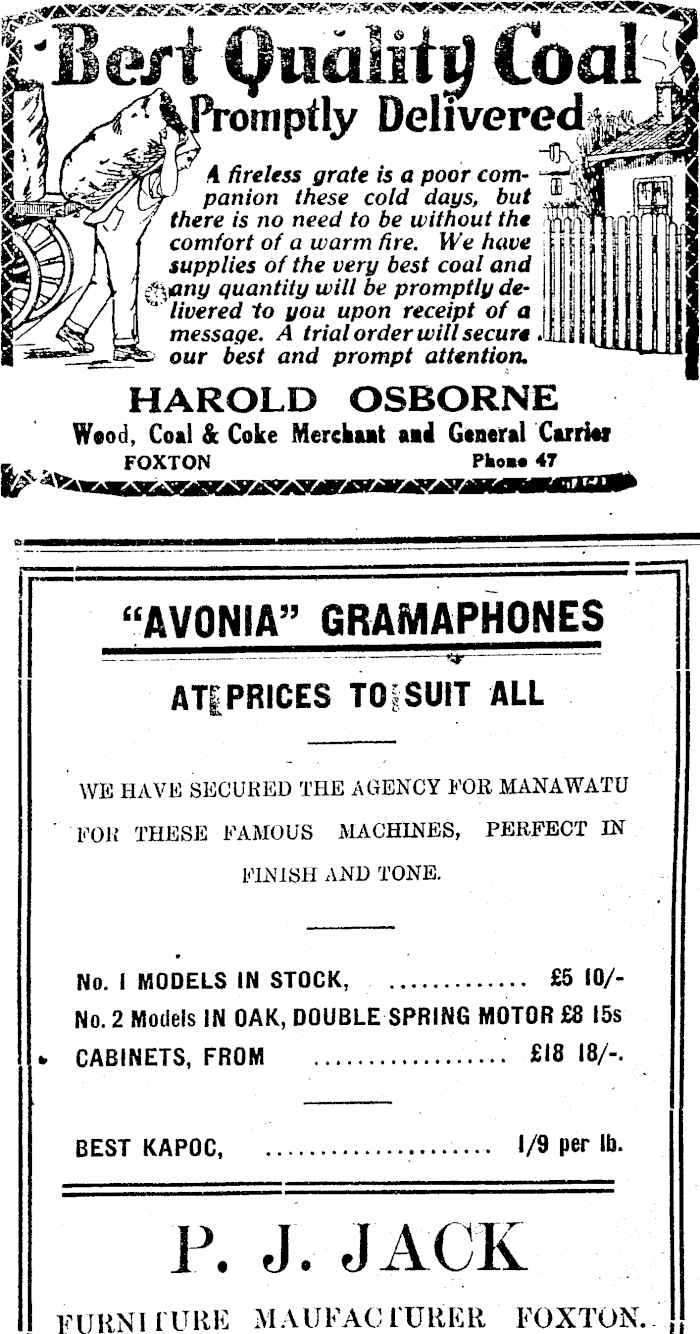 Best Quality Coal
Promptly Delivered
A fireless grate is a poor com-
panion these cold days, but
there is no need to be without the
comfort of a warm fire. We have
supplies of the very best coal and
any quantity will be promptly de-
livered to you upon receipt of a
message. A trial order will secure
our best and prompt attention.
HAROLD OSBORNE
Wood, Coal & Coke Merchant and General Carrier
FOXTON Phone 47
"AVONIA" GRAMAPHONES
AT PRICES TO SUIT ALL
WE HAVE SECURED THE AGENCY FOR MANAWATU
FOR THESE FAMOUS MACHINES, PERFECT IN
FINISH AND TONE.
No. 1 MODELS IN STOCK, ............. £5 10/-
No. 2 Models IN OAK, DOUBLE SPRING MOTOR £8 15s
CABINETS, FROM .................. £18 18/-.
BEST KAPOC, ..................... 1/9 per lb.
P. J. JACK
FURNITURE MAUFACTURER FOXTON.